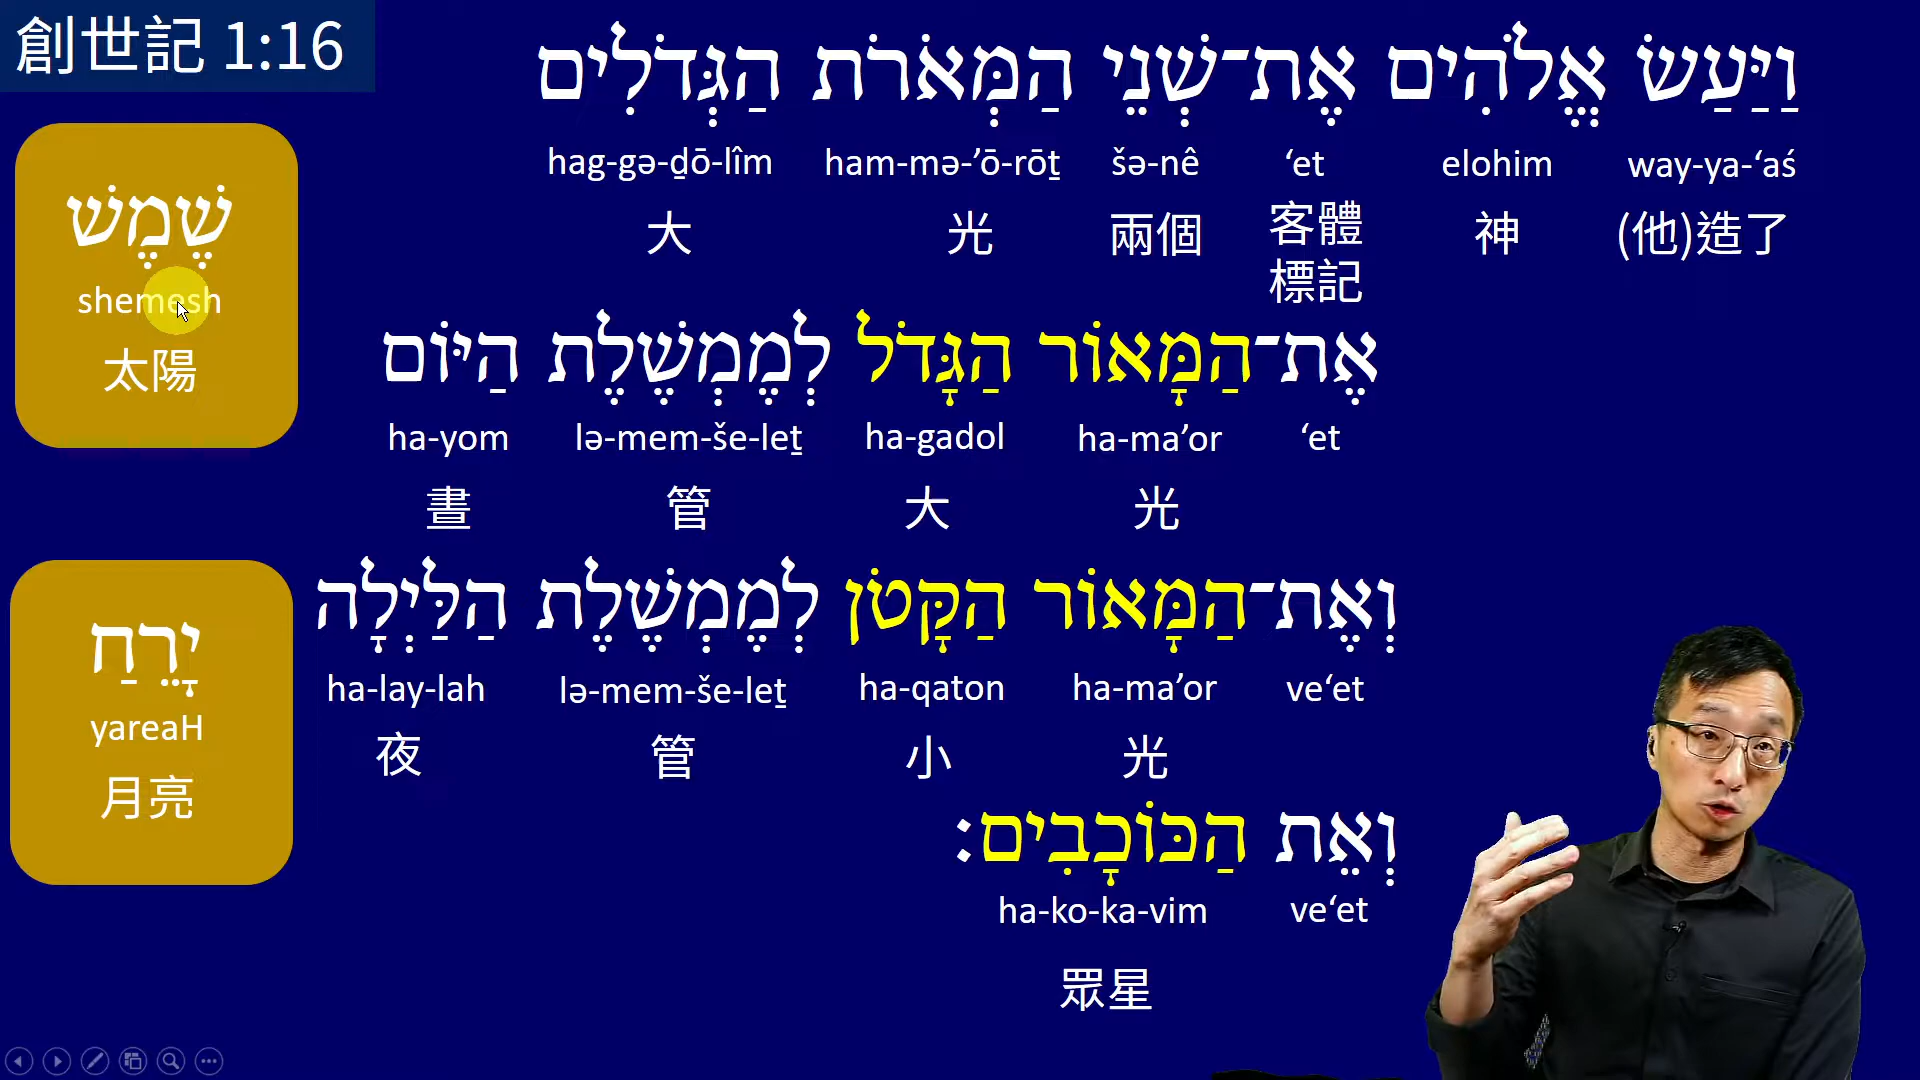 創世記 1:16
וַיַּעַשׂ אֱלֹהִים אֶת־שְׁנֵי הַמְּאֹרֹת הַגְּדֹלִים
hag-gə-ḏō-lîm ham-mə-’ō-rōṯ šə-nê ‘et elohim way-ya-‘aś
大 光 兩個 客體標記 神 (他)造了
אֶת־הַמָּאוֹר הַגָּדֹל לְמֶמְשֶׁלֶת הַיּוֹם
ha-yom lə-mem-še-leṯ ha-gadol ha-ma’or ‘et
晝 管 大 光
וְאֶת־הַמָּאוֹר הַקָּטֹן לְמֶמְשֶׁלֶת הַלַּיְלָה
ha-lay-lah lə-mem-še-leṯ ha-qaton ha-ma’or ve‘et
夜 管 小 光
וְאֵת הַכּוֹכָבִים׃
ha-ko-ka-vim ve‘et
眾星
שֶׁמֶשׁ
shemesh
太陽
יָרֵחַ
yareaH
月亮